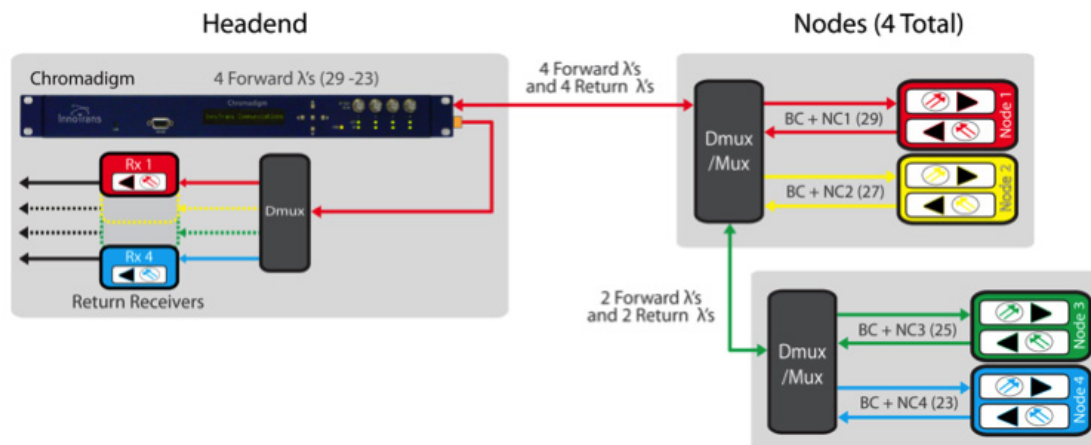 Headend
Nodes (4 Total)
Chromadigm
4 Forward λ's (29 -23)
InnoTrans
Chromadigm
InnoTrans Communications
4 Forward λ's
and 4 Return λ's
Rx 1
Dmux
Rx 4
Return Receivers
Dmux
/Mux
BC + NC1 (29)
Node 1
BC + NC2 (27)
Node 2
2 Forward λ's
and 2 Return λ's
Dmux
/Mux
BC + NC3 (25)
Node 3
BC + NC4 (23)
Node 4